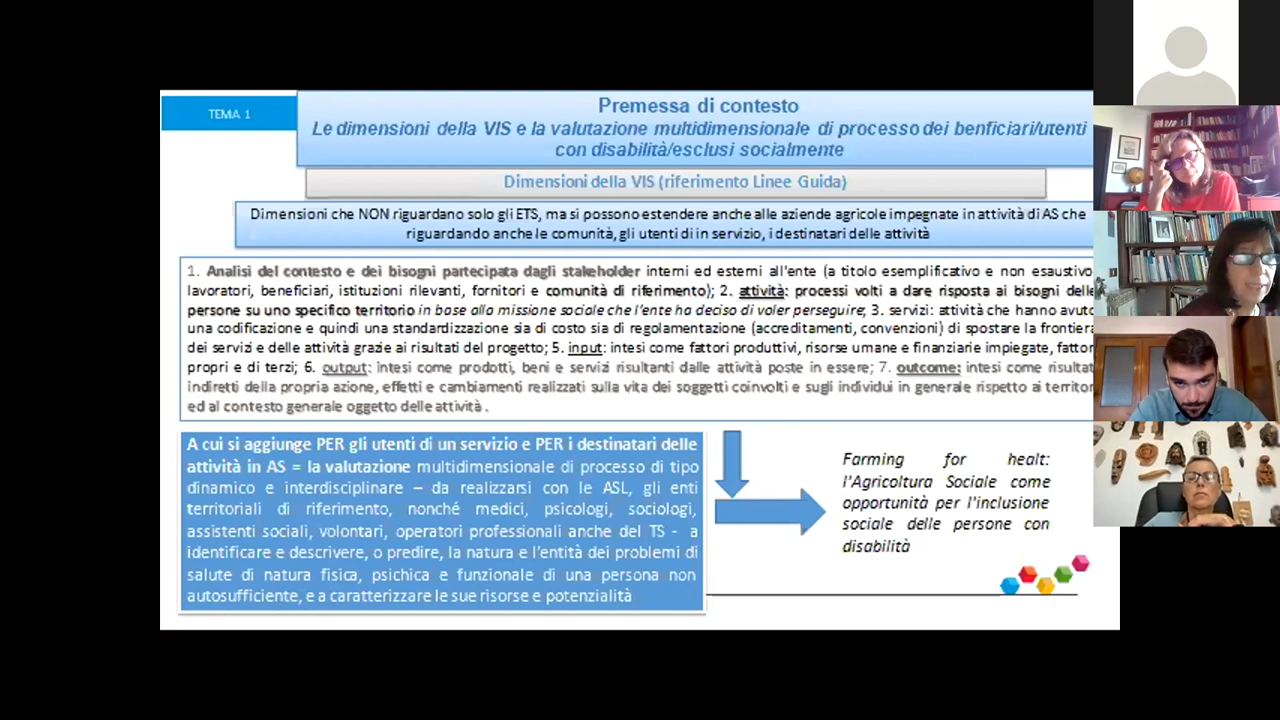 TEMA 1
Premessa di contesto
Le dimensioni della VIS e la valutazione multidimensionale di processo dei benficiari/utenti
con disabilità/esclusi socialmente
Dimensioni della VIS (riferimento Linee Guida)
Dimensioni che NON riguardano solo gli ETS, ma si possono estendere anche alle aziende agricole impegnate in attività di AS che
riguardando anche le comunità, gli utenti di in servizio, i destinatari delle attività
1. Analisi del contesto e dei bisogni partecipata dagli stakeholder interni ed esterni all'ente (a titolo esemplificativo e non esaustivo
lavoratori, beneficiari, istituzioni rilevanti, fornitori e comunità di riferimento); 2. attività: processi volti a dare risposta ai bisogni delle
persone su uno specifico territorio in base alla missione sociale che l'ente ha deciso di voler perseguire; 3. servizi: attività che hanno avuto
una codificazione e quindi una standardizzazione sia di costo sia di regolamentazione (accreditamenti, convenzioni) di spostare la frontiera
dei servizi e delle attività grazie ai risultati del progetto; 5. input: intesi come fattori produttivi, risorse umane e finanziarie impiegate, fattor
propri e di terzi; 6. output: intesi come prodotti, beni e servizi risultanti dalle attività poste in essere; 7. outcome: intesi come risultat
indiretti della propria azione, effetti e cambiamenti realizzati sulla vita dei soggetti coinvolti e sugli individui in generale rispetto ai territor
ed al contesto generale oggetto delle attività .
A cui si aggiunge PER gli utenti di un servizio e PER i destinatari delle
attività in AS = la valutazione multidimensionale di processo di tipo
dinamico e interdisciplinare – da realizzarsi con le ASL, gli enti
territoriali di riferimento, nonché medici, psicologi, sociologi,
assistenti sociali, volontari, operatori professionali anche del TS - a
identificare e descrivere, o predire, la natura e l'entità dei problemi di
salute di natura fisica, psichica e funzionale di una persona non
autosufficiente, e a caratterizzare le sue risorse e potenzialità
Farming for healt:
l'Agricoltura Sociale come
opportunità per l'inclusione
sociale delle persone con
disabilità